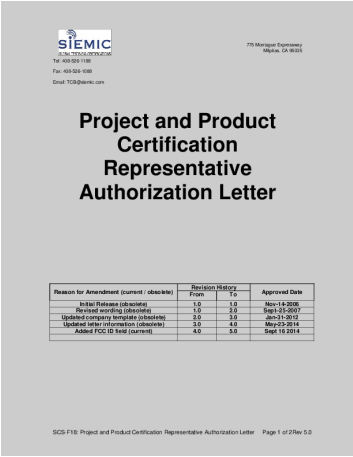 SIEMIC
GLOBAL TESTING & CERTIFICATIONS
775 Montague Expressway
Milpitas, CA 95035
Tel: 408-526-1188
Fax: 408-526-1088
Email: TCB@siemic.com
Project and Product
Certification
Representative
Authorization Letter
Reason for Amendment (current / obsolete) Revision History Approved Date
From To
Initial Release (obsolete) 1.0 1.0 Nov-14-2006
Revised wording (obsolete) 1.0 2.0 Sept-25-2007
Updated company template (obsolete) 2.0 3.0 Jan-31-2012
Updated letter information (obsolete) 3.0 4.0 May-23-2014
Added FCC ID field (current) 4.0 5.0 Sept 16 2014
SCS-F18: Project and Product Certification Representative Authorization Letter Page 1 of 2Rev 5.0